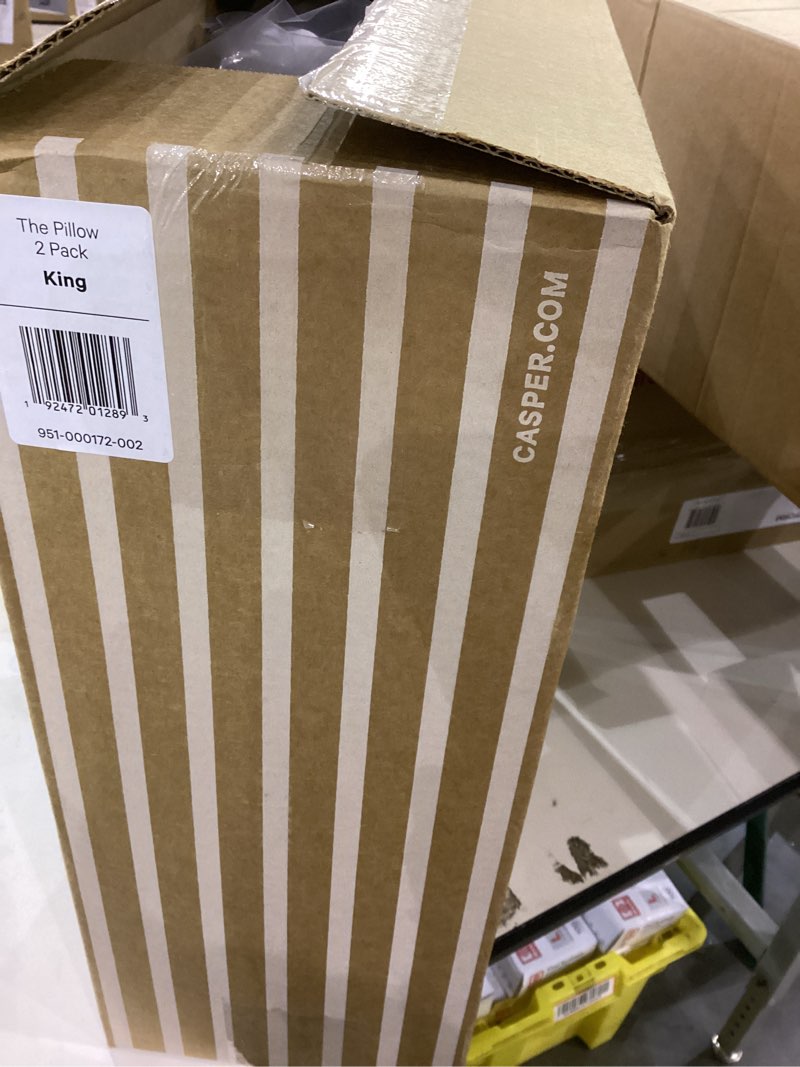 The Pillow
2 Pack
King
1 92472 01289 3
951-000172-002
CASPER.COM